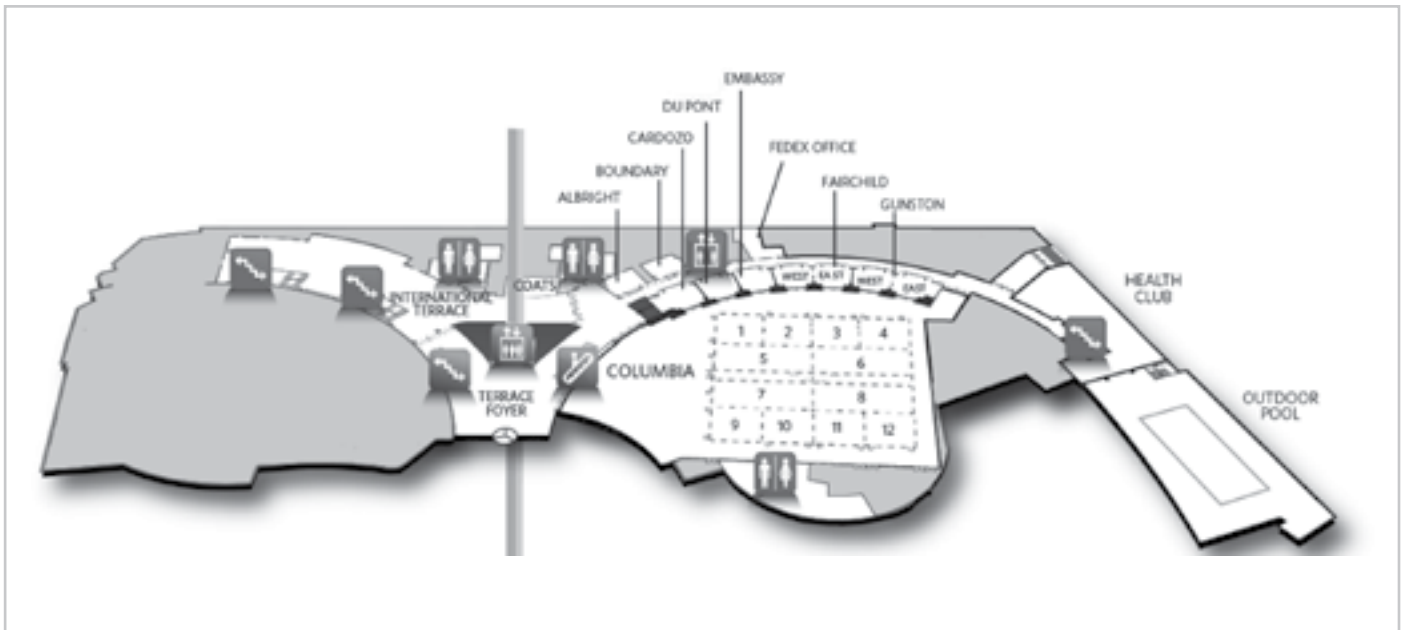 EMBASSY
DU PONT
CARDOZO
FEDEX OFFICE
BOUNDARY
FAIRCHILD
ALBRIGHT
GUNSTON
WEST
EAST
WEST
EAST
COATS
INTERNATIONAL
TERRACE
HEALTH
CLUB
1 2 3 4
5 6
COLUMBIA
7 8
TERRACE
FOYER
9 10 11 12
OUTDOOR
POOL